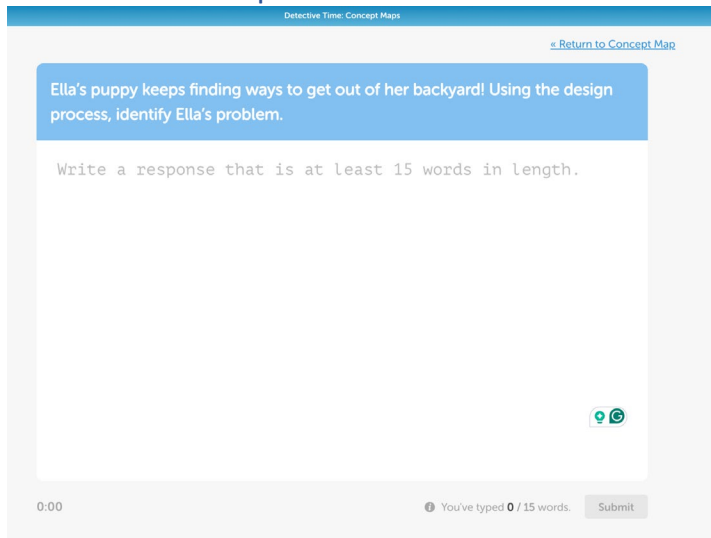 Detective Time: Concept Maps
« Return to Concept Map
Ella's puppy keeps finding ways to get out of her backyard! Using the design
process, identify Ella's problem.
Write a response that is at least 15 words in length.
0:00
You've typed 0 / 15 words.
Submit